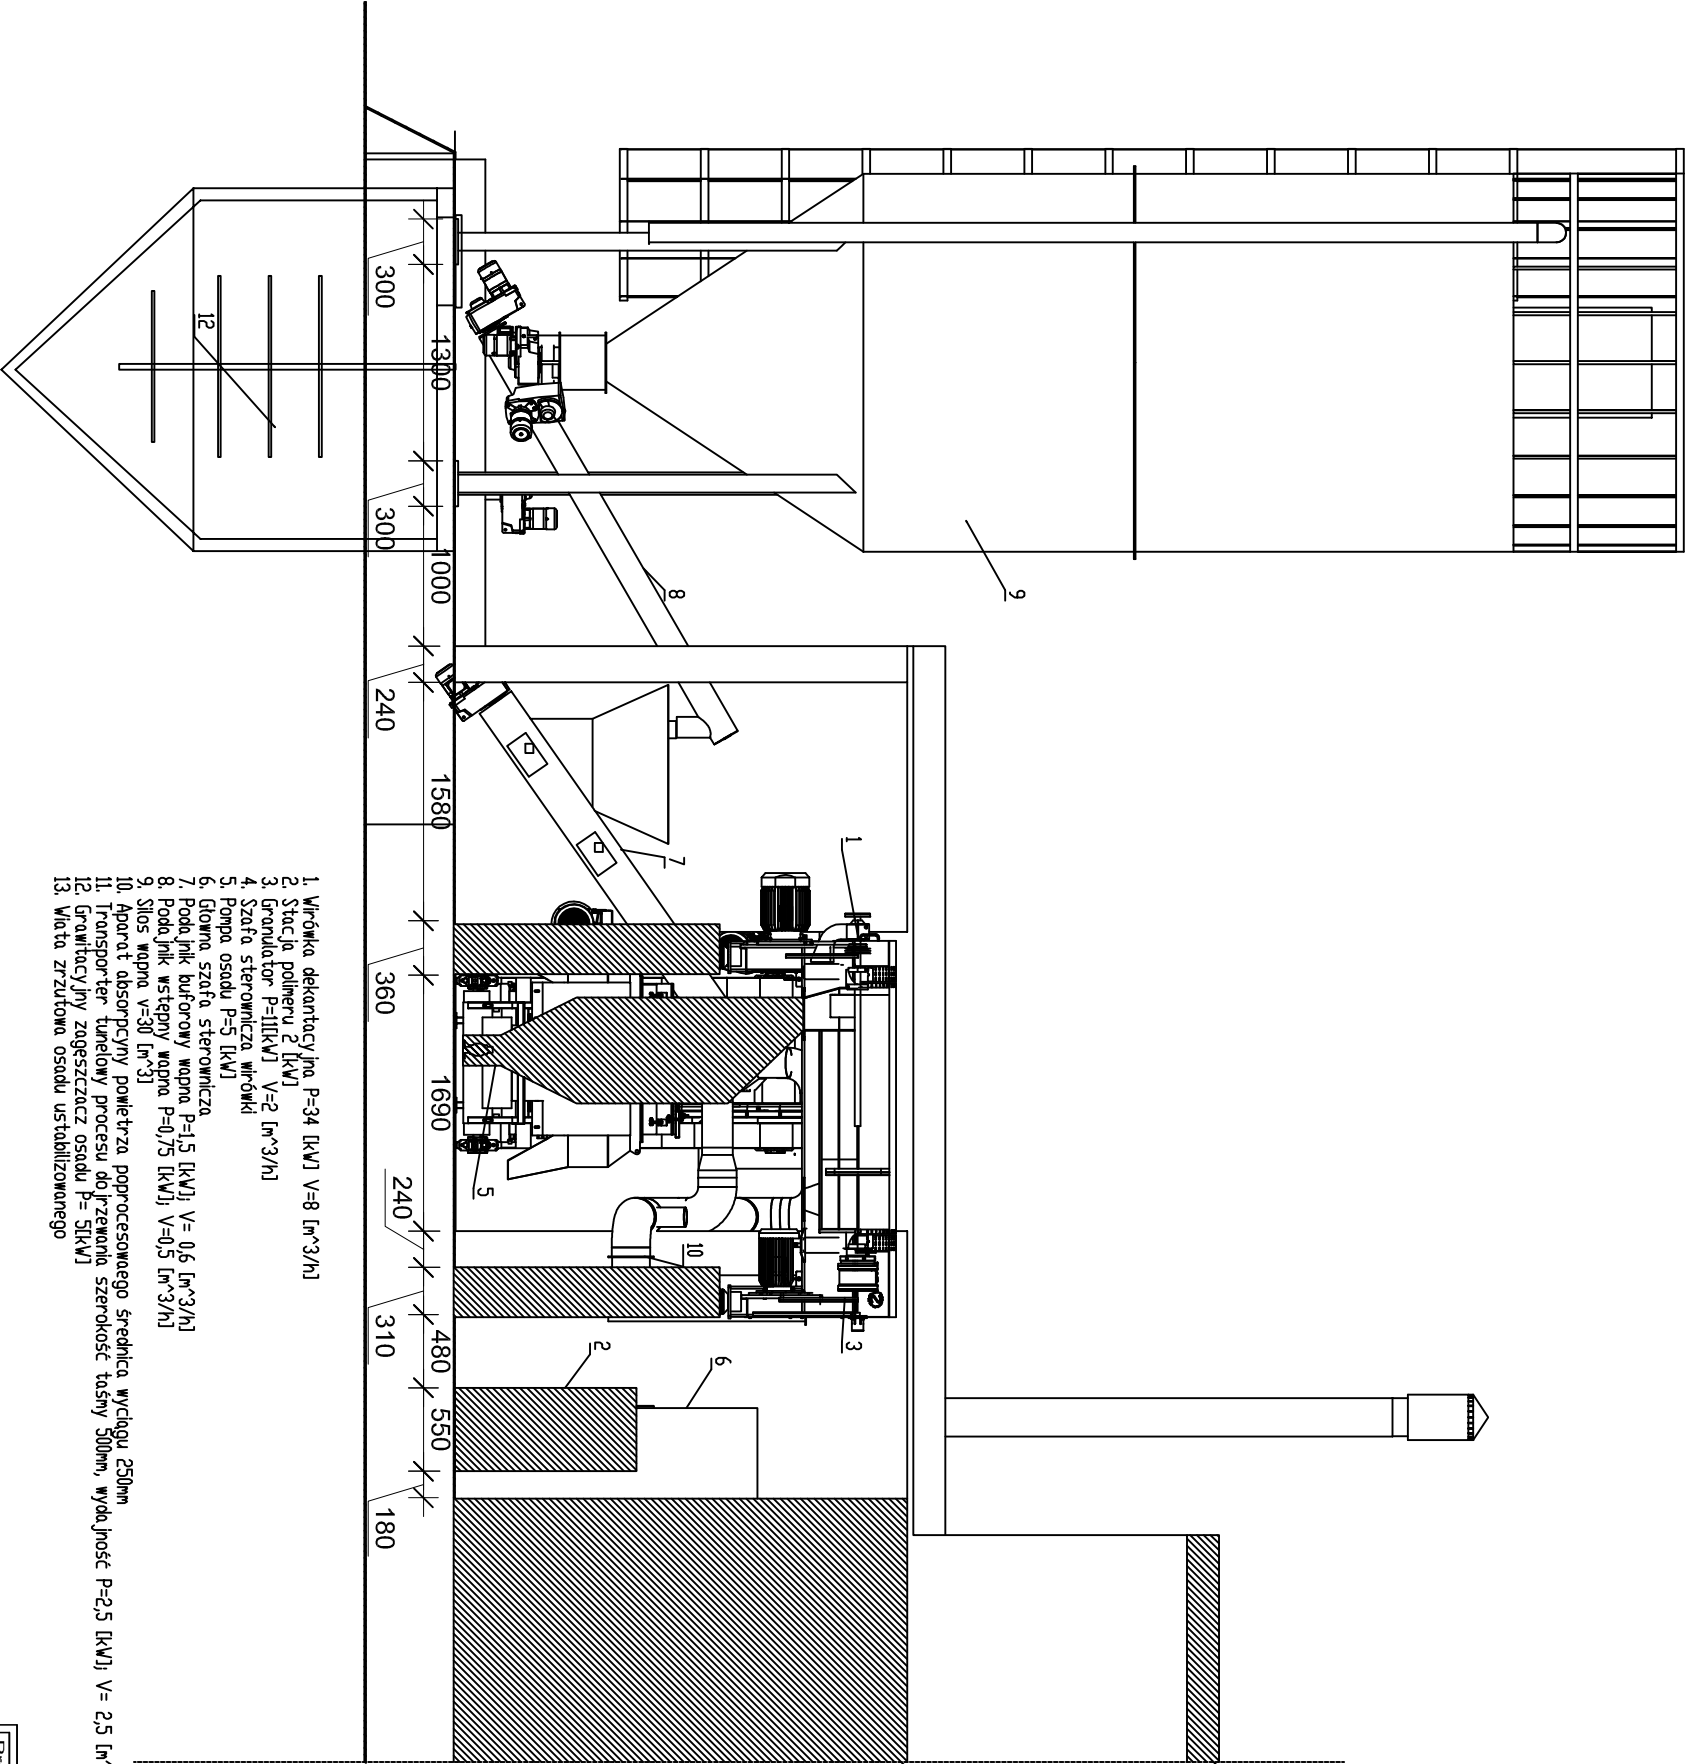 9
8
12
300
1300
300
1000
240
1580
360
1690
240
310
480
550
180
1
7
5
10
3
2
6
1. Wirówka dekantacyjna P=34 [kW] V=8 [m^3/h]
2. Stacja polimeru 2 [kW]
3. Granulator P=11[kW] V=2 [m^3/h]
4. Szafa sterownicza wirówki
5. Pompa osadu P=5 [kW]
6. Głowna szafa sterownicza
7. Podajnik buforowy wapna P=1,5 [kW]; V= 0,6 [m^3/h]
8. Podajnik wstępny wapna P=0,75 [kW]; V=0,5 [m^3/h]
9. Silos wapna v=30 [m^3]
10. Aparat absorpcyny powietrza poprocesowaego średnica wyciągu 250mm
11. Transporter tunelowy procesu dojrzewania szerokość taśmy 500mm, wydajność P=2,5 [kW]; V= 2,5 [m^
12. Grawitacyjny zagęszczacz osadu P= 5[kW]
13. Wiata zrzutowa osadu ustabilizowanego